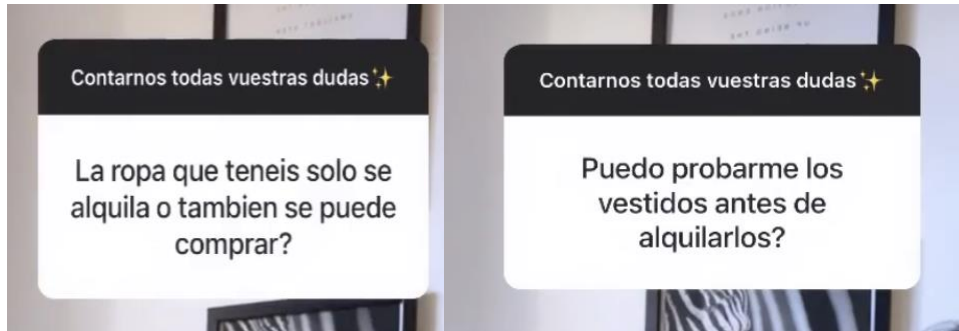 Contarnos todas vuestras dudas✨
La ropa que teneis solo se
alquila o tambien se puede
comprar?
Contarnos todas vuestras dudas✨
Puedo probarme los
vestidos antes de
alquilarlos?